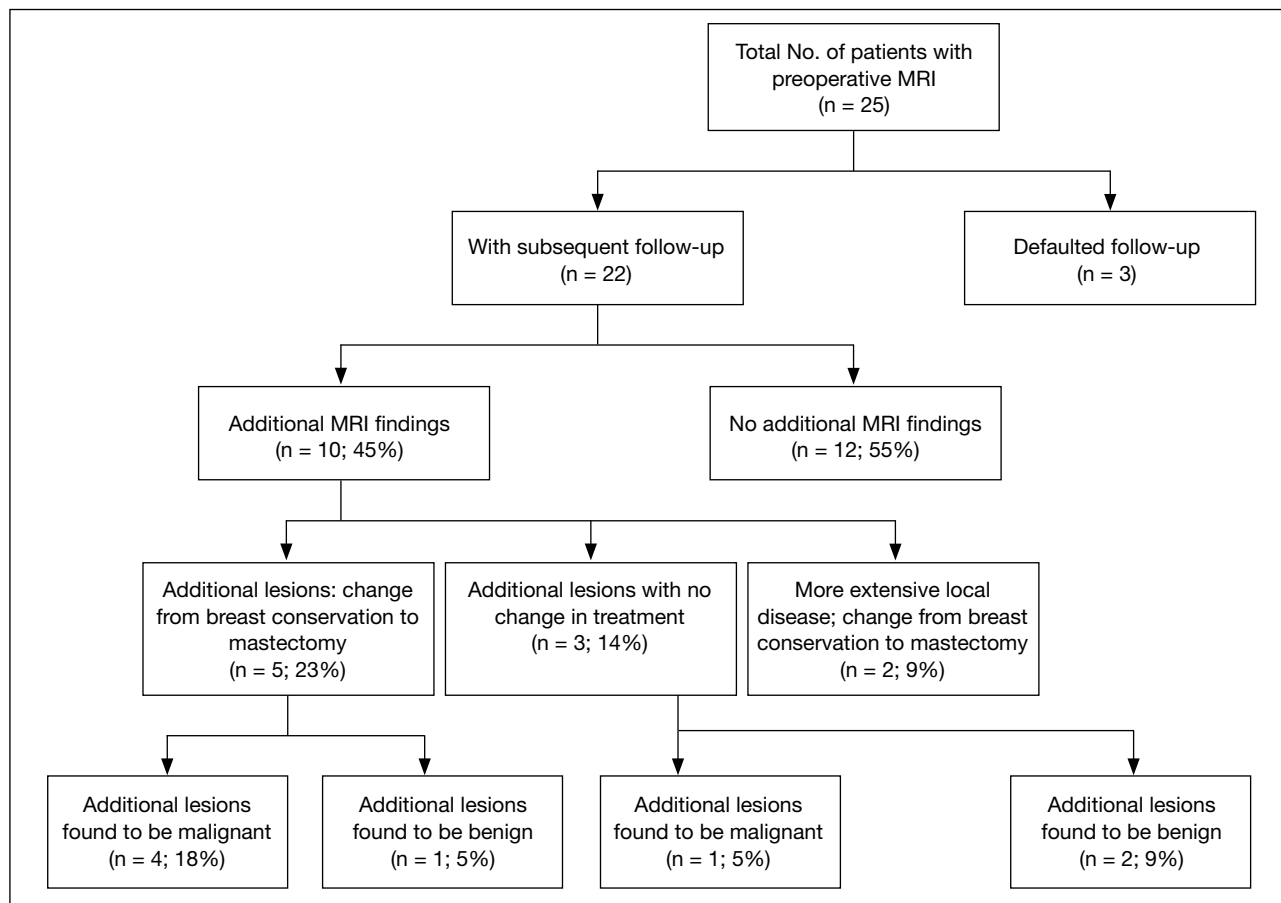 Total No. of patients with
preoperative MRI
(n = 25)
With subsequent follow-up
(n = 22)
Defaulted follow-up
(n = 3)
Additional MRI findings
(n = 10; 45%)
No additional MRI findings
(n = 12; 55%)
Additional lesions: change
from breast conservation to
mastectomy
(n = 5; 23%)
Additional lesions with no
change in treatment
(n = 3; 14%)
More extensive local
disease; change from breast
conservation to mastectomy
(n = 2; 9%)
Additional lesions
found to be malignant
(n = 4; 18%)
Additional lesions
found to be benign
(n = 1; 5%)
Additional lesions
found to be malignant
(n = 1; 5%)
Additional lesions
found to be benign
(n = 2; 9%)